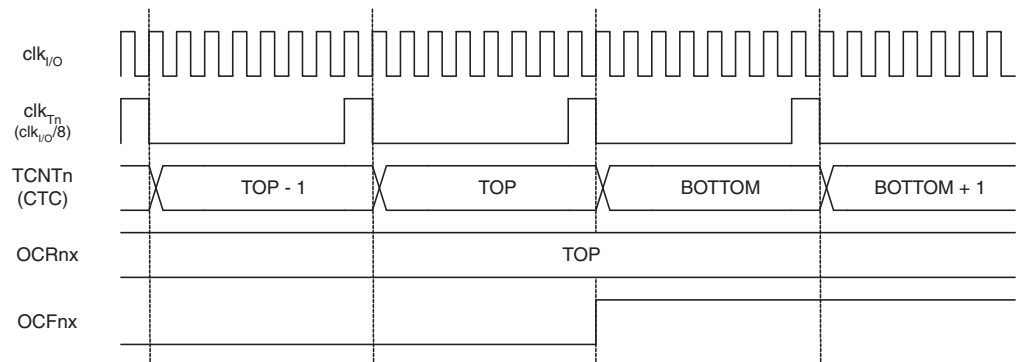 clkI/O
clkTn
(clkI/O/8)
TCNTn
(CTC)
TOP - 1
TOP
BOTTOM
BOTTOM + 1
OCRnx
TOP
OCFnx